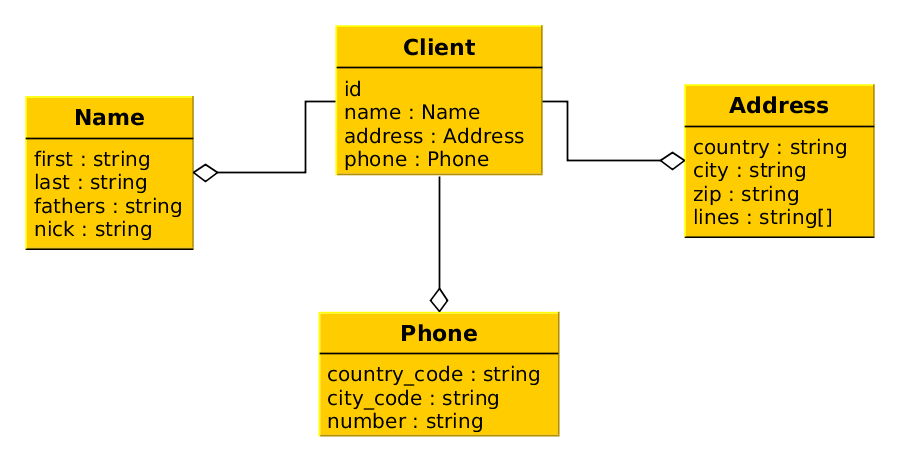 Client
id
name : Name
address : Address
phone : Phone
Name
first : string
last : string
fathers : string
nick : string
Address
country : string
city : string
zip : string
lines : string[]
Phone
country_code : string
city_code : string
number : string